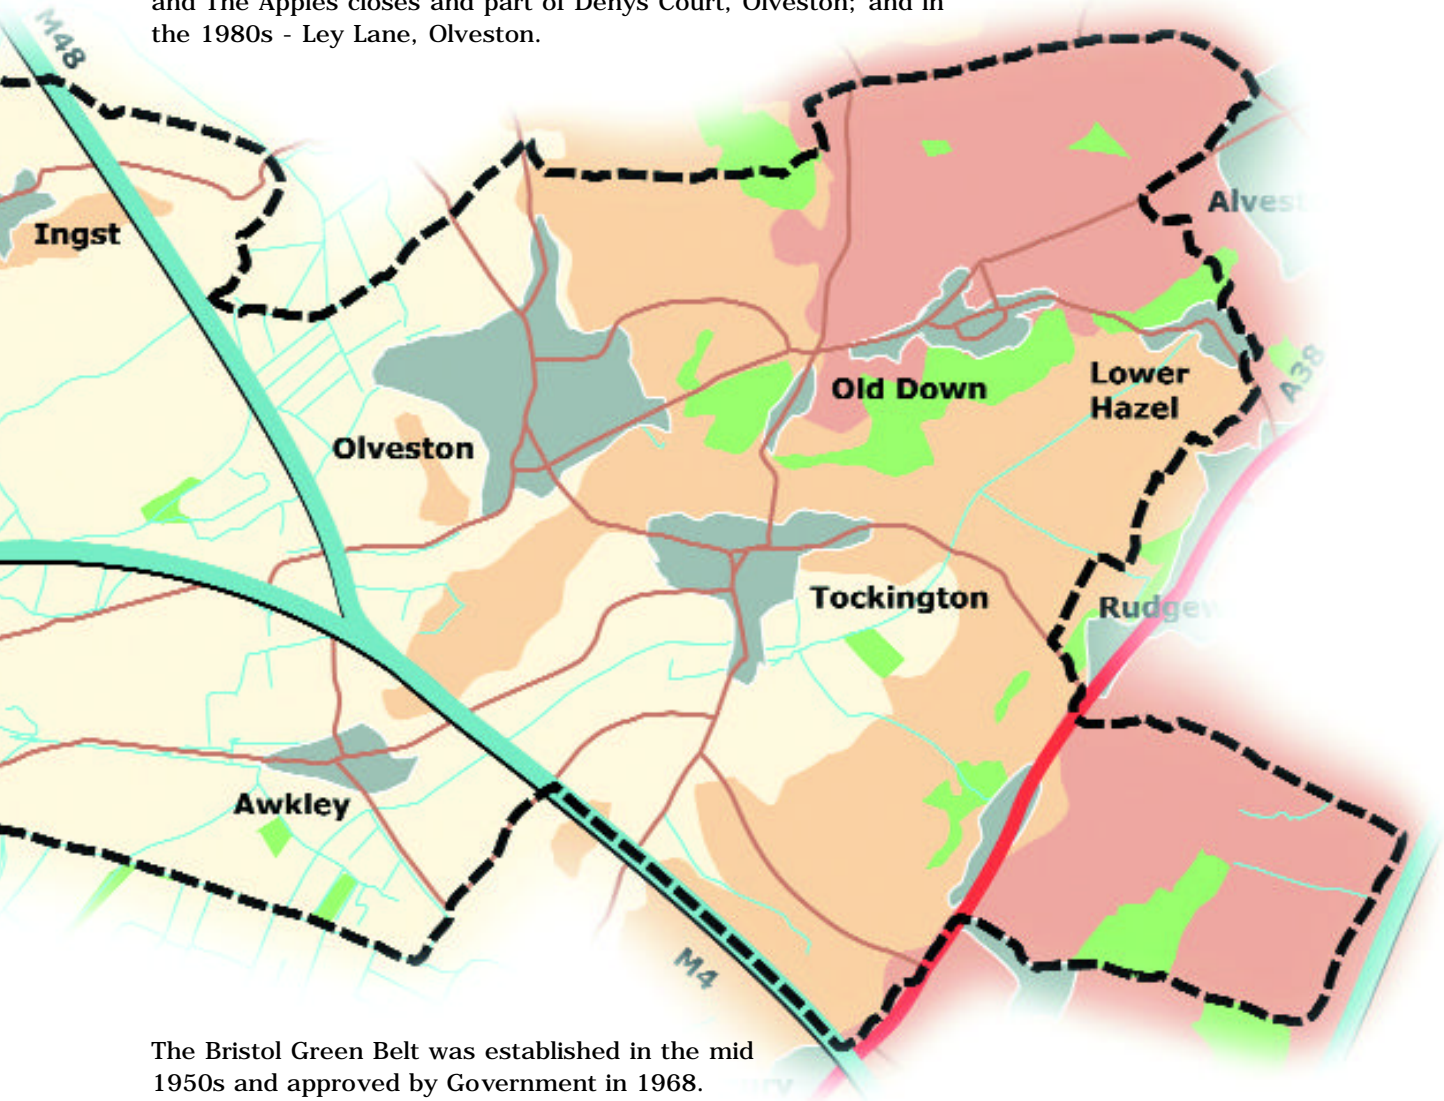 and The Apples closes and part of Denys Court, Olveston; and in
the 1980s - Ley Lane, Olveston.
M48
Ingst
Alvest
Old Down
Lower
Hazel
A38
Olveston
Tockington
Rudgew
Awkley
M4
The Bristol Green Belt was established in the mid
1950s and approved by Government in 1968.